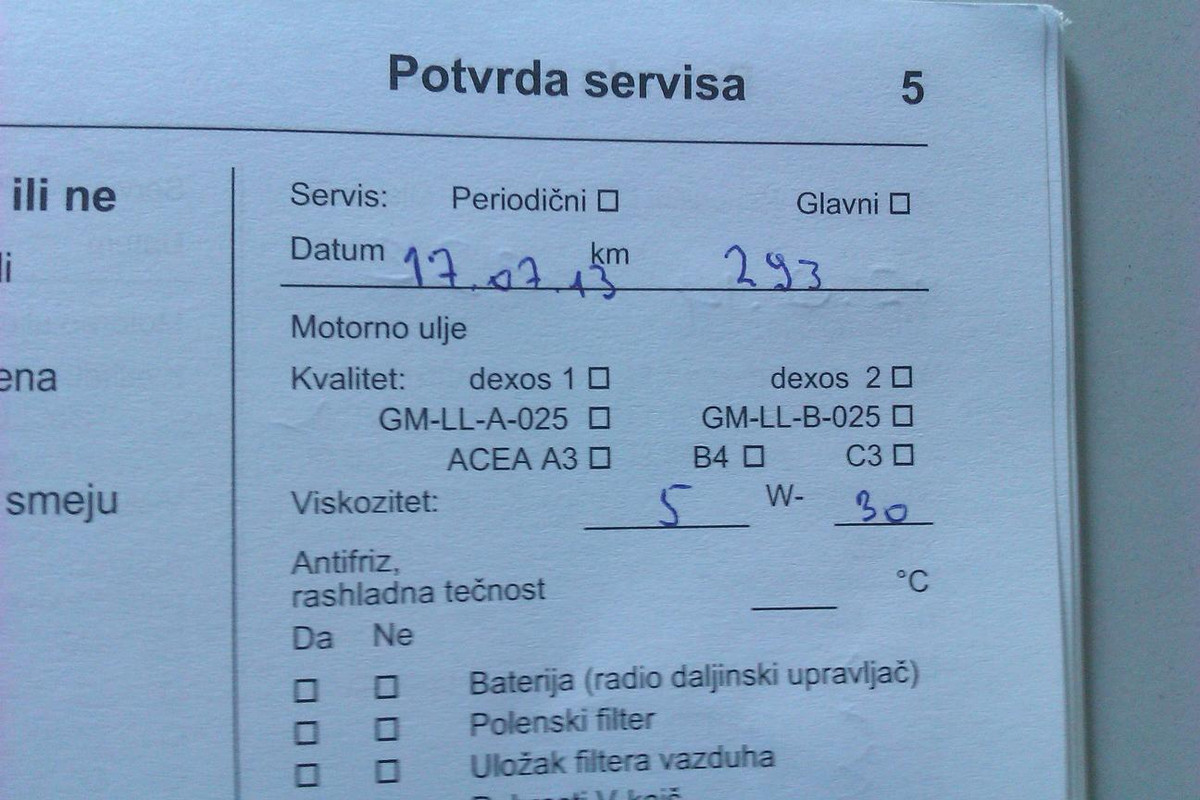 Potvrda servisa 5
ili ne
li
ena
smeju
Servis: Periodični ☐ Glavni ☐
Datum 17.07.13 km 293
Motorno ulje
Kvalitet: dexos 1 ☐ dexos 2 ☐
GM-LL-A-025 ☐ GM-LL-B-025 ☐
ACEA A3 ☐ B4 ☐ C3 ☐
Viskozitet: 5 W- 30
Antifriz,
rashladna tečnost °C
Da Ne
☐ ☐ Baterija (radio daljinski upravljač)
☐ ☐ Polenski filter
☐ ☐ Uložak filtera vazduha